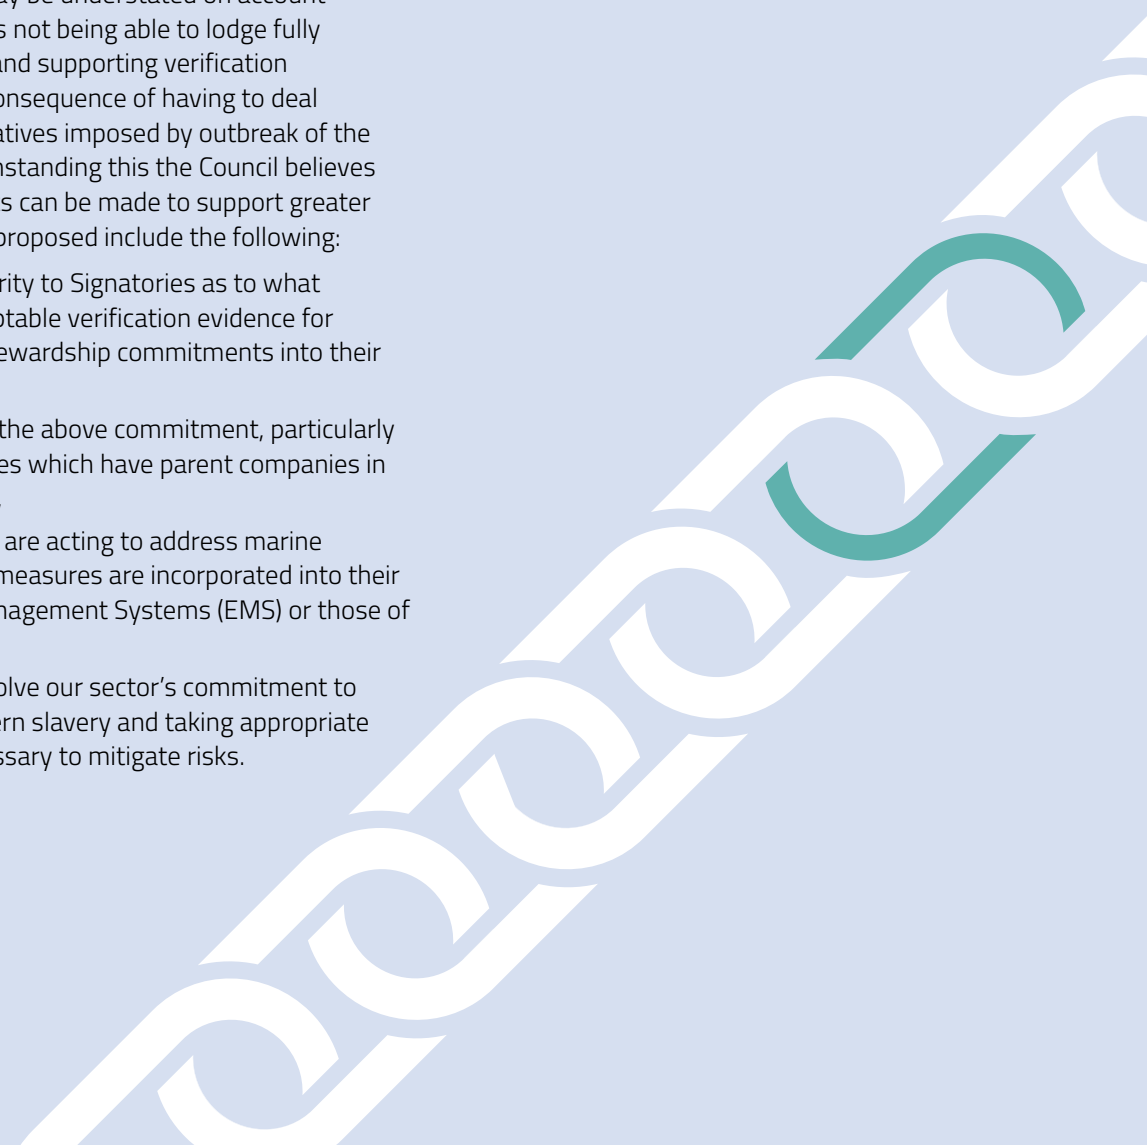 be understated on account
not being able to lodge fully
and supporting verification
of having to deal
imposed by outbreak of the
this the Council believes
can be made to support greater
proposed include the following:
to Signatories as to what
verification evidence for
commitments into their
the above commitment, particularly
which have parent companies in
are acting to address marine
measures are incorporated into their
Systems (EMS) or those of
our sector’s commitment to
slavery and taking appropriate
to mitigate risks.